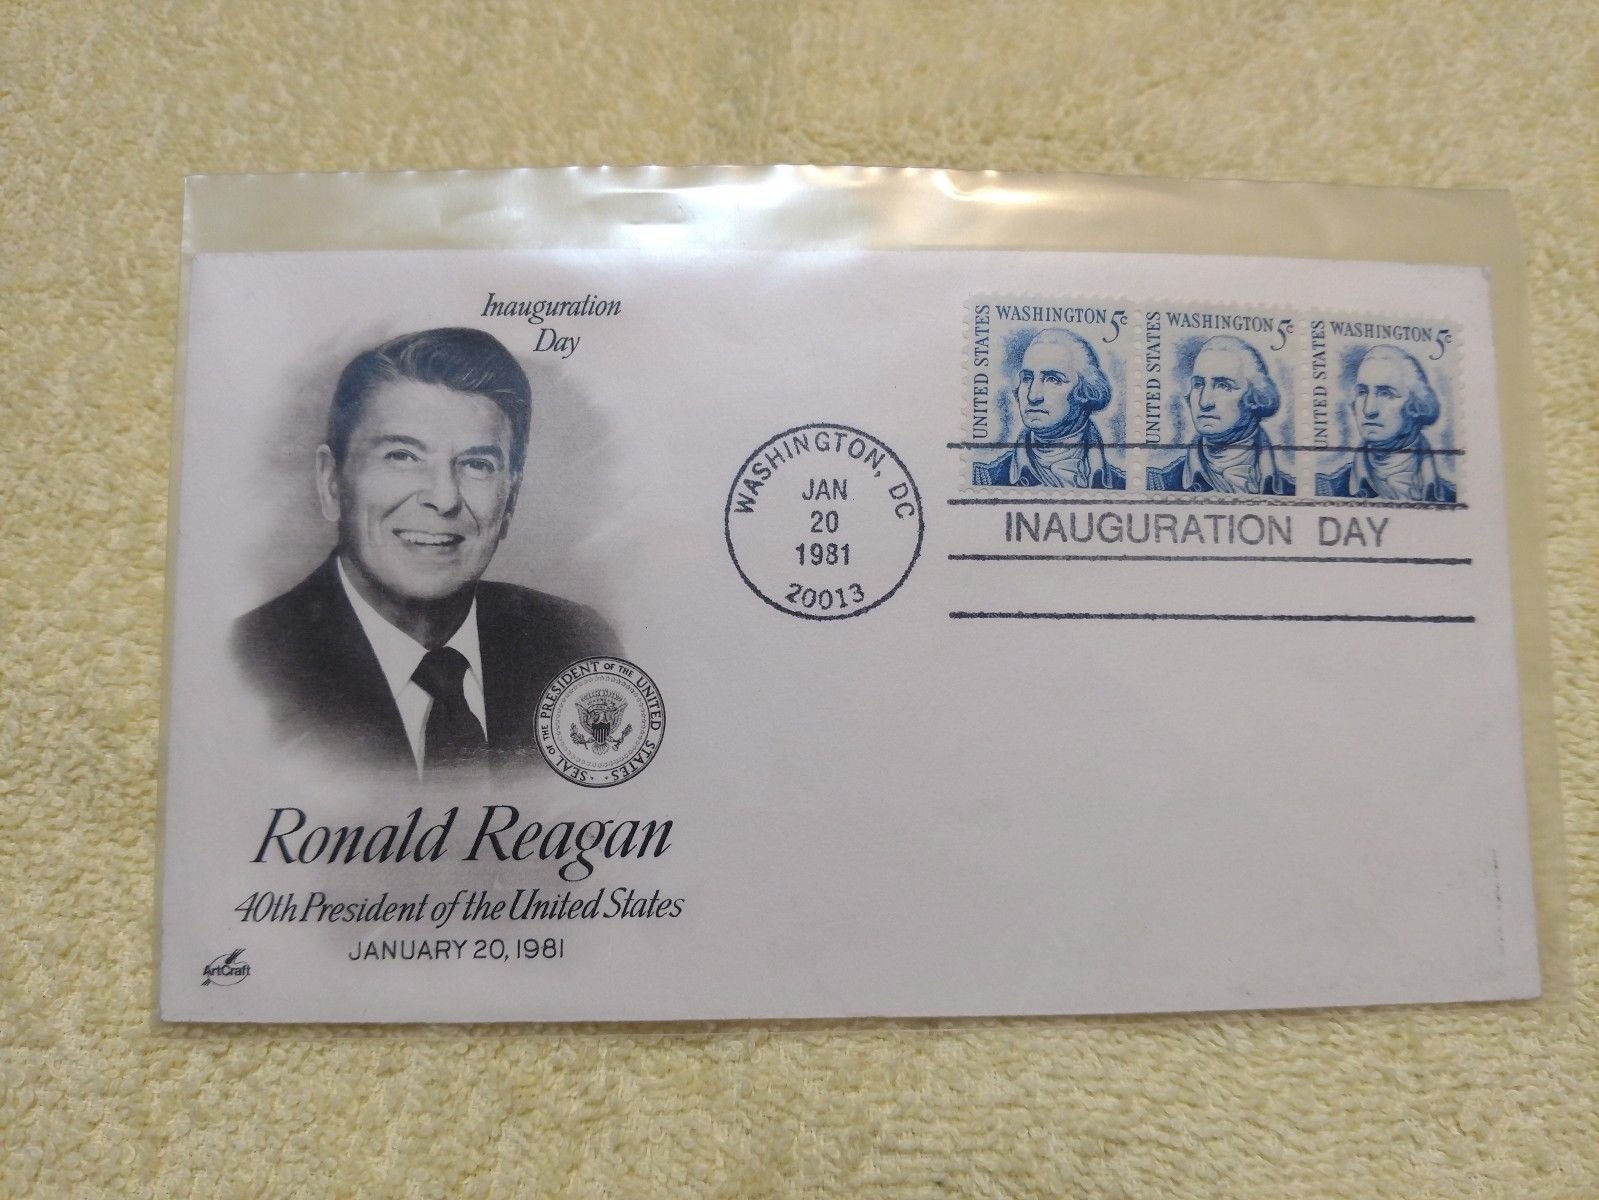 Inauguration
Day
UNITED STATES
WASHINGTON 5c
UNITED STATES
WASHINGTON 5c
UNITED STATES
WASHINGTON 5c
WASHINGTON, DC
JAN
20
1981
20013
INAUGURATION DAY
SEAL OF THE PRESIDENT OF THE UNITED STATES
Ronald Reagan
40th President of the United States
JANUARY 20, 1981
ArtCraft